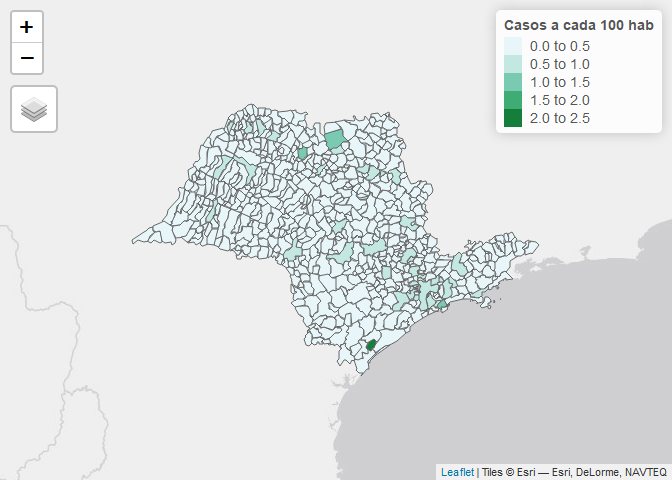 +
−
Casos a cada 100 hab
0.0 to 0.5
0.5 to 1.0
1.0 to 1.5
1.5 to 2.0
2.0 to 2.5
Leaflet | Tiles © Esri — Esri, DeLorme, NAVTEQ